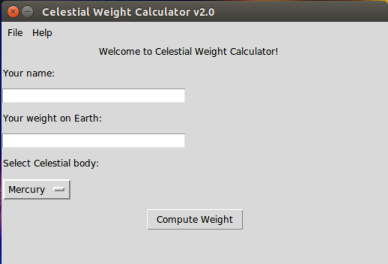 Celestial Weight Calculator v2.0
File Help
Welcome to Celestial Weight Calculator!
Your name:
Your weight on Earth:
Select Celestial body:
Mercury
Compute Weight